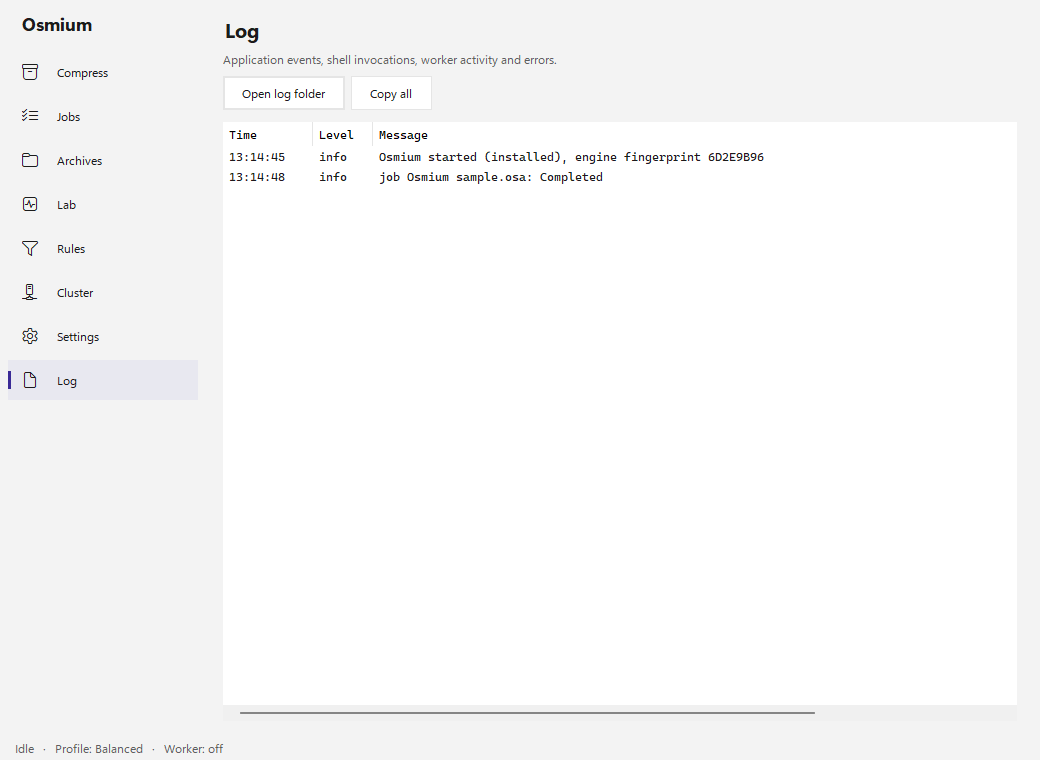 Osmium
Compress
Jobs
Archives
Lab
Rules
Cluster
Settings
Log
Log
Application events, shell invocations, worker activity and errors.
Open log folder Copy all
Time Level Message
13:14:45 info Osmium started (installed), engine fingerprint 6D2E9B96
13:14:48 info job Osmium sample.osa: Completed
Idle · Profile: Balanced · Worker: off